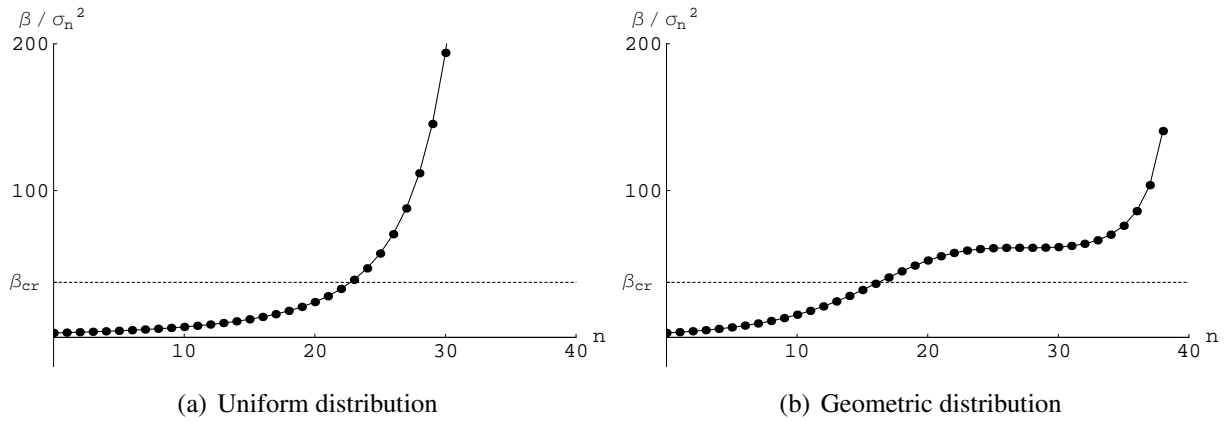 β / σₙ²
200
100
βcr
10
20
30
40
n
(a) Uniform distribution
β / σₙ²
200
100
βcr
10
20
30
40
n
(b) Geometric distribution